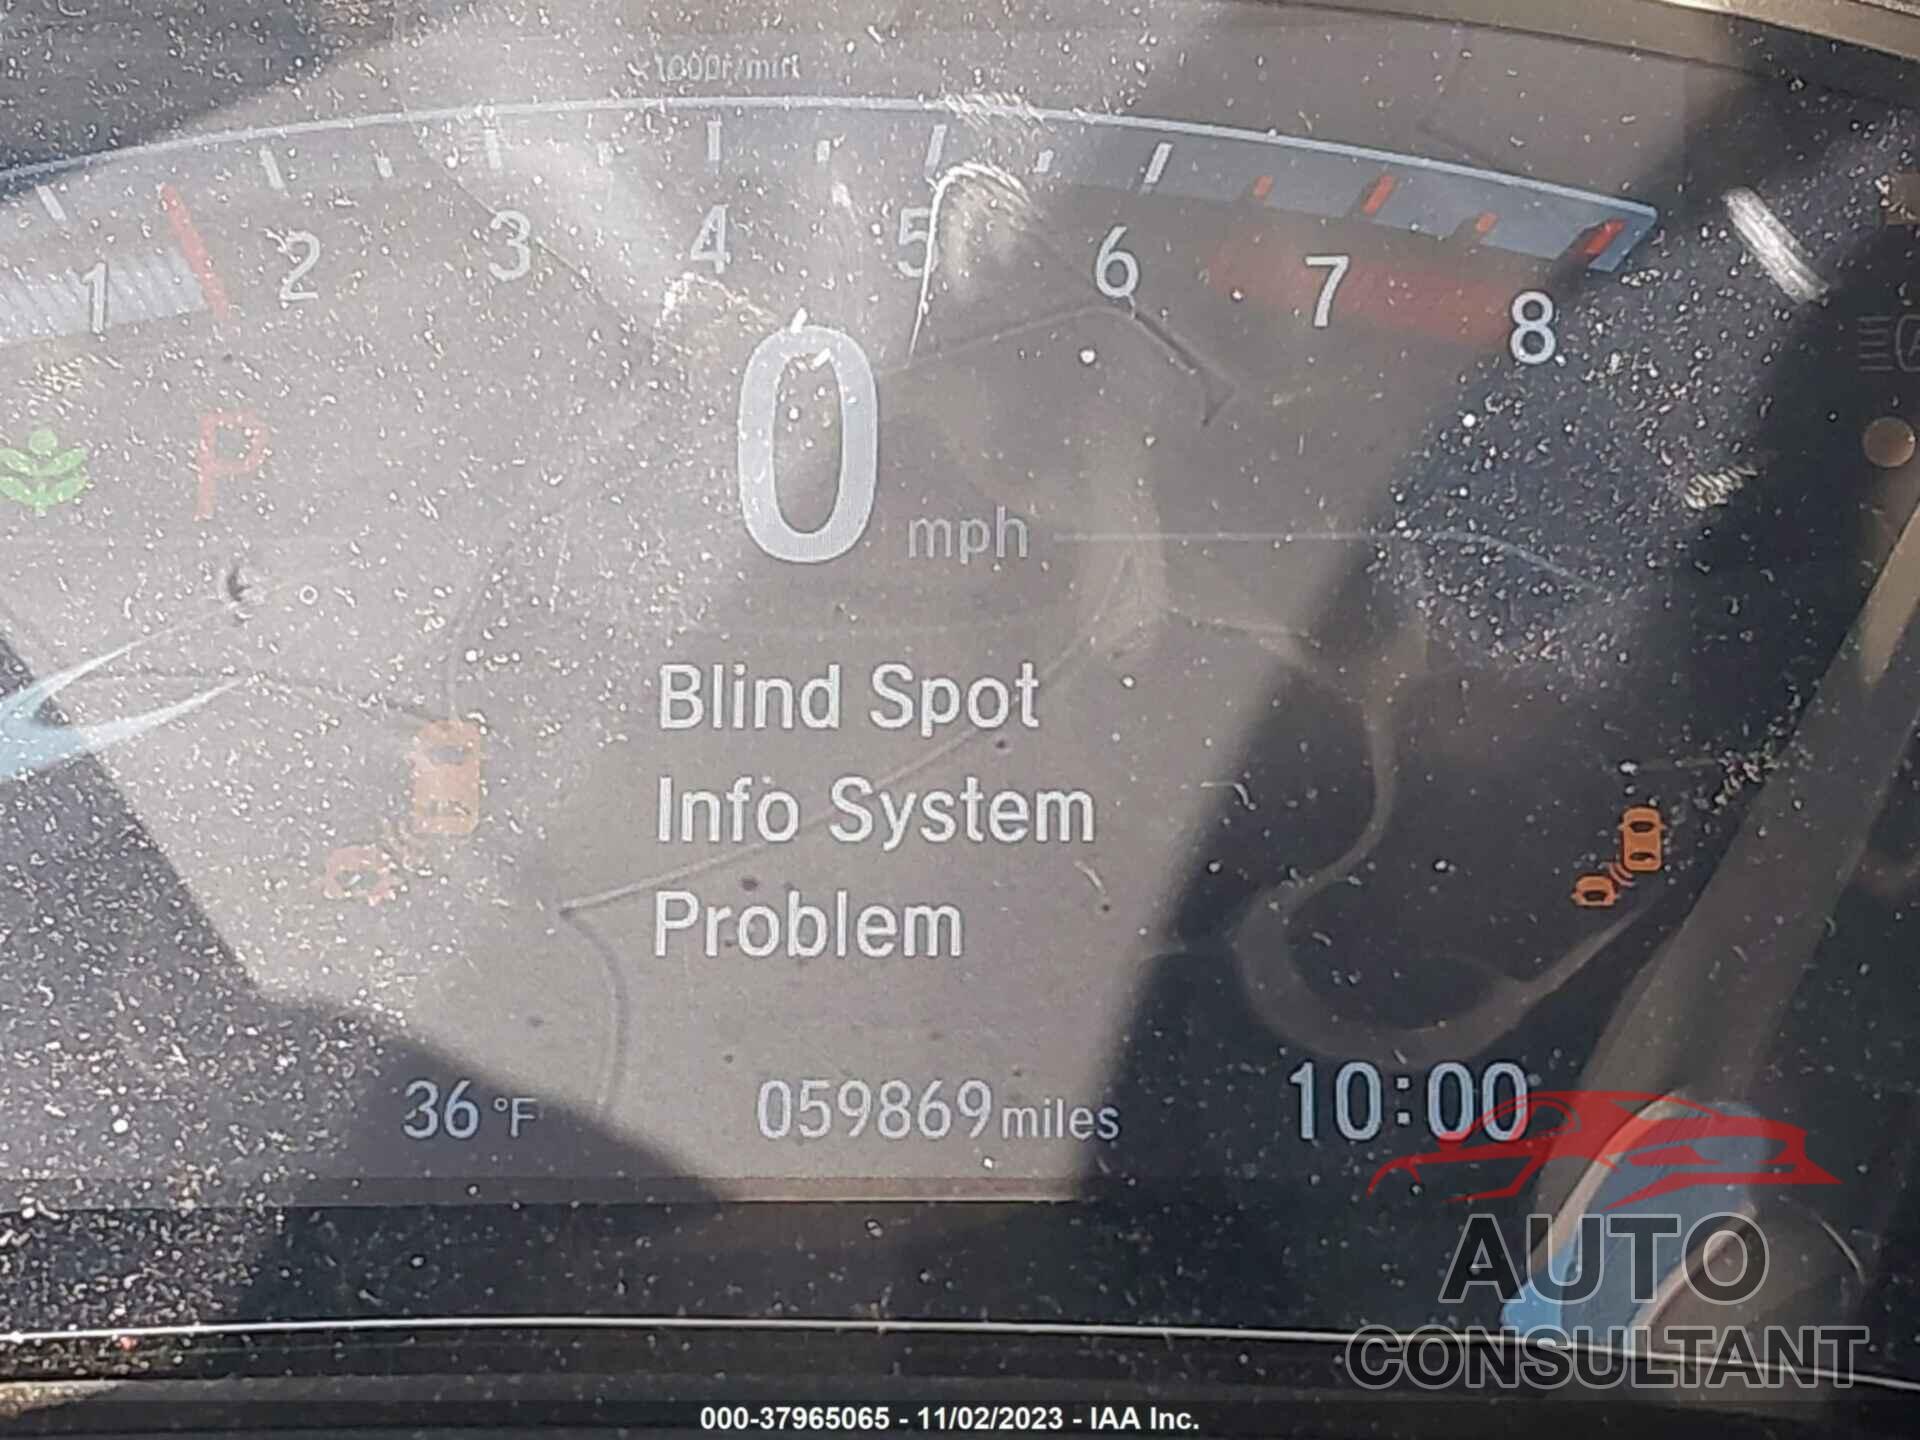 x1000r/min
1 2 3 4 5 6 7 8
P
0 mph
Blind Spot
Info System
Problem
36 °F 059869 miles 10:00
AUTO
CONSULTANT
000-37965065 - 11/02/2023 - IAA Inc.